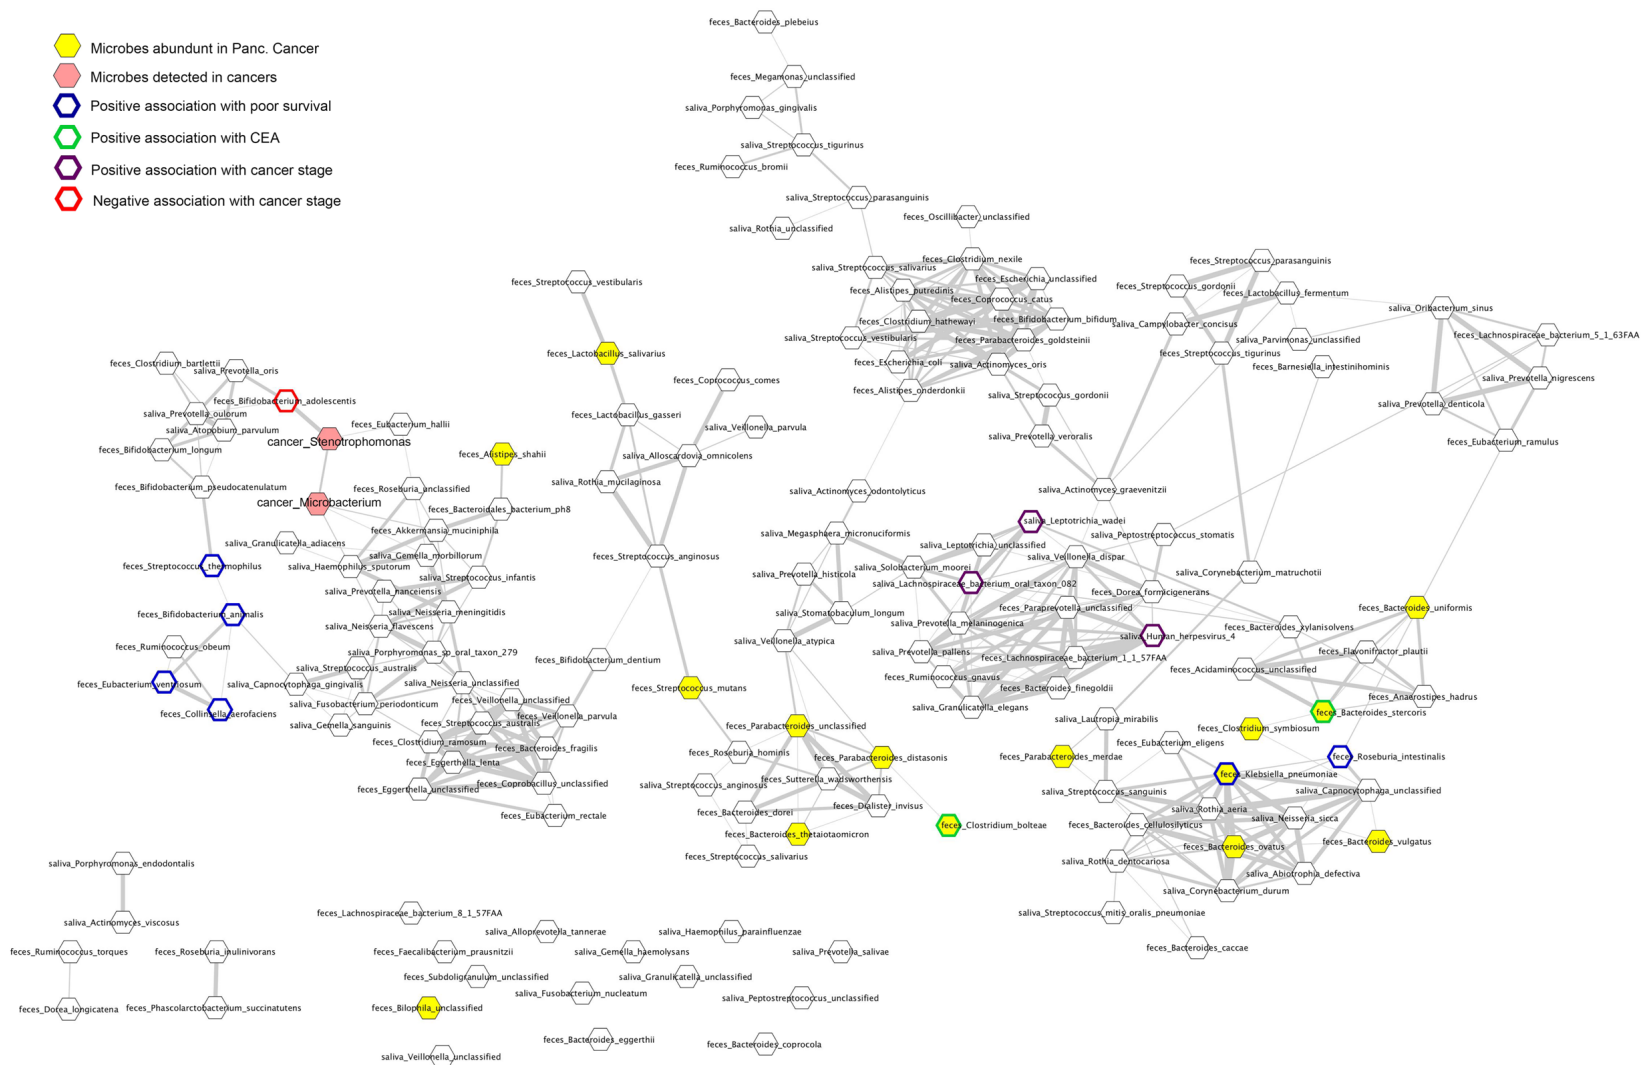 Microbes abundunt in Panc. Cancer
Microbes detected in cancers
Positive association with poor survival
Positive association with CEA
Positive association with cancer stage
Negative association with cancer stage
feces_Bacteroides_plebeius
feces_Megamonas_unclassified
saliva_Porphyromonas_gingivalis
saliva_Streptococcus_tigurinus
feces_Ruminococcus_bromii
saliva_Streptococcus_parasanguinis
saliva_Rothia_unclassified
feces_Oscillibacter_unclassified
feces_Clostridium_nexile
saliva_Streptococcus_salivarius
feces_Escherichia_unclassified
feces_Alistipes_putredinis
feces_Coprococcus_catus
feces_Clostridium_hathewayi
feces_Bifidobacterium_bifidum
saliva_Streptococcus_vestibularis
feces_Parabacteroides_goldsteinii
feces_Escherichia_coli
saliva_Actinomyces_oris
feces_Alistipes_onderdonkii
saliva_Streptococcus_gordonii
saliva_Prevotella_veroralis
saliva_Actinomyces_graevenitzii
feces_Streptococcus_parasanguinis
feces_Streptococcus_gordonii
feces_Lactobacillus_fermentum
saliva_Campylobacter_concisus
saliva_Parvimonas_unclassified
feces_Streptococcus_tigurinus
feces_Barnesiella_intestinihominis
saliva_Oribacterium_sinus
feces_Lachnospiraceae_bacterium_5_1_63FAA
saliva_Prevotella_nigrescens
saliva_Prevotella_denticola
feces_Eubacterium_ramulus
feces_Streptococcus_vestibularis
feces_Lactobacillus_salivarius
feces_Coprococcus_comes
feces_Lactobacillus_gasseri
saliva_Veillonella_parvula
saliva_Alloscardovia_omnicolens
saliva_Rothia_mucilaginosa
feces_Streptococcus_anginosus
feces_Bifidobacterium_dentium
feces_Streptococcus_mutans
feces_Clostridium_bartlettii
saliva_Prevotella_oris
feces_Bifidobacterium_adolescentis
saliva_Prevotella_oulorum
saliva_Atopobium_parvulum
feces_Bifidobacterium_longum
feces_Bifidobacterium_pseudocatenulatum
feces_Eubacterium_hallii
cancer_Stenotrophomonas
feces_Alistipes_shahii
cancer_Microbacterium
feces_Roseburia_unclassified
feces_Bacteroidales_bacterium_ph8
feces_Akkermansia_muciniphila
saliva_Granulicatella_adiacens
saliva_Gemella_morbillorum
saliva_Haemophilus_sputorum
saliva_Streptococcus_infantis
saliva_Prevotella_nanceiensis
saliva_Neisseria_meningitidis
saliva_Neisseria_flavescens
saliva_Porphyromonas_sp_oral_taxon_279
saliva_Streptococcus_australis
saliva_Capnocytophaga_gingivalis
saliva_Neisseria_unclassified
saliva_Fusobacterium_periodonticum
saliva_Gemella_sanguinis
feces_Veillonella_unclassified
feces_Streptococcus_australis
feces_Veillonella_parvula
feces_Clostridium_ramosum
feces_Bacteroides_fragilis
feces_Eggerthella_lenta
feces_Eggerthella_unclassified
feces_Coprobacillus_unclassified
feces_Eubacterium_rectale
feces_Streptococcus_thermophilus
feces_Bifidobacterium_animalis
feces_Ruminococcus_obeum
feces_Eubacterium_ventriosum
feces_Collinsella_aerofaciens
saliva_Actinomyces_odontolyticus
saliva_Megasphaera_micronuciformis
saliva_Prevotella_histicola
saliva_Stomatobaculum_longum
saliva_Veillonella_atypica
feces_Parabacteroides_unclassified
feces_Roseburia_hominis
feces_Parabacteroides_distasonis
saliva_Streptococcus_anginosus
feces_Sutterella_wadsworthensis
feces_Bacteroides_dorei
feces_Dialister_invisus
feces_Bacteroides_thetaiotaomicron
feces_Streptococcus_salivarius
feces_Clostridium_bolteae
saliva_Leptotrichia_wadei
saliva_Leptotrichia_unclassified
saliva_Peptostreptococcus_stomatis
saliva_Veillonella_dispar
saliva_Solobacterium_moorei
saliva_Lachnospiraceae_bacterium_oral_taxon_082
saliva_Corynebacterium_matruchotii
feces_Dorea_formicigenerans
feces_Paraprevotella_unclassified
saliva_Prevotella_melaninogenica
saliva_Human_herpesvirus_4
saliva_Prevotella_pallens
feces_Lachnospiraceae_bacterium_1_1_57FAA
feces_Ruminococcus_gnavus
feces_Bacteroides_finegoldii
saliva_Granulicatella_elegans
feces_Bacteroides_uniformis
feces_Bacteroides_xylanisolvens
feces_Flavonifractor_plautii
feces_Acidaminococcus_unclassified
feces_Anaerostipes_hadrus
feces_Bacteroides_stercoris
feces_Clostridium_symbiosum
feces_Roseburia_intestinalis
saliva_Lautropia_mirabilis
feces_Eubacterium_eligens
feces_Parabacteroides_merdae
feces_Klebsiella_pneumoniae
saliva_Streptococcus_sanguinis
saliva_Capnocytophaga_unclassified
saliva_Rothia_aeria
saliva_Neisseria_sicca
feces_Bacteroides_cellulosilyticus
feces_Bacteroides_ovatus
feces_Bacteroides_vulgatus
saliva_Rothia_dentocariosa
saliva_Abiotrophia_defectiva
saliva_Corynebacterium_durum
saliva_Streptococcus_mitis_oralis_pneumoniae
feces_Bacteroides_caccae
saliva_Porphyromonas_endodontalis
saliva_Actinomyces_viscosus
feces_Ruminococcus_torques
feces_Dorea_longicatena
feces_Roseburia_inulinivorans
feces_Phascolarctobacterium_succinatutens
feces_Lachnospiraceae_bacterium_8_1_57FAA
saliva_Alloprevotella_tannerae
saliva_Haemophilus_parainfluenzae
feces_Faecalibacterium_prausnitzii
saliva_Gemella_haemolysans
saliva_Prevotella_salivae
feces_Subdoligranulum_unclassified
saliva_Granulicatella_unclassified
saliva_Fusobacterium_nucleatum
saliva_Peptostreptococcus_unclassified
feces_Bilophila_unclassified
feces_Bacteroides_eggerthii
feces_Bacteroides_coprocola
saliva_Veillonella_unclassified